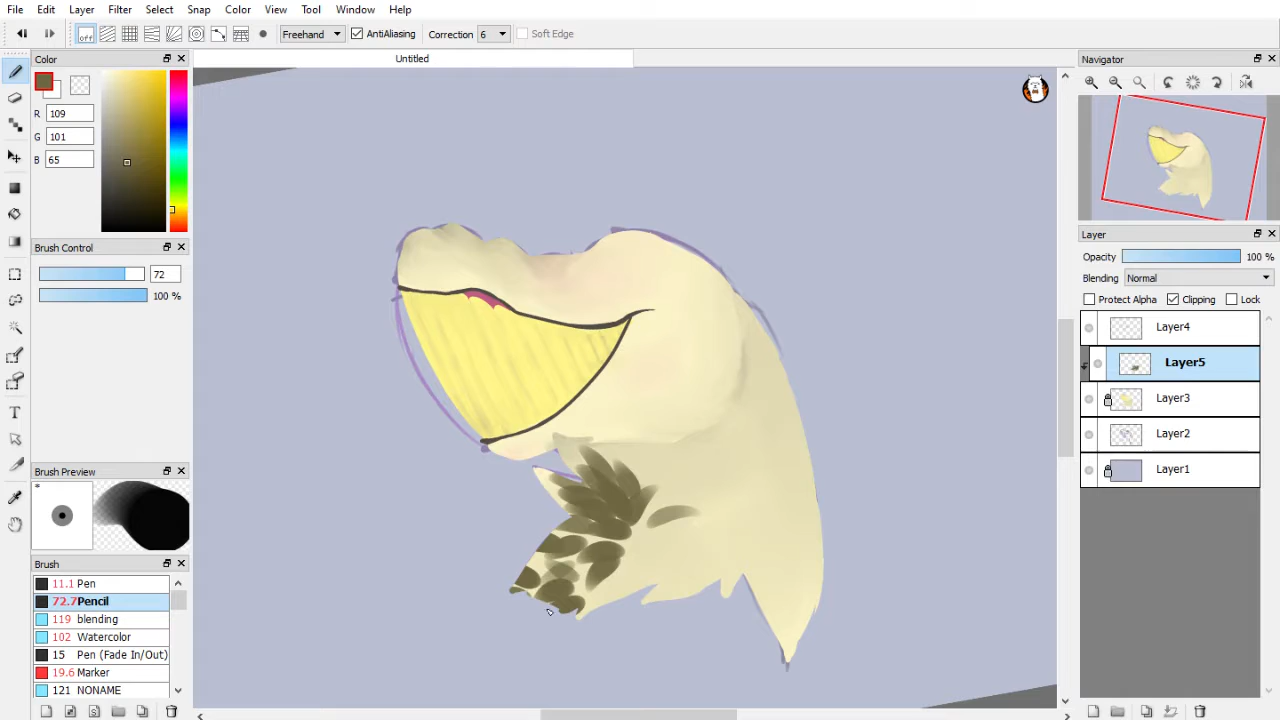 File Edit Layer Filter Select Snap Color View Tool Window Help
off Freehand AntiAliasing Correction 6 Soft Edge
Color
Untitled
Navigator
R 109
G 101
B 65
Brush Control
72
100 %
Layer
Opacity 100 %
Blending Normal
Protect Alpha Clipping Lock
Layer4
Layer5
Layer3
Layer2
Layer1
Brush Preview
*
Brush
11.1 Pen
72.7 Pencil
119 blending
102 Watercolor
15 Pen (Fade In/Out)
19.6 Marker
121 NONAME